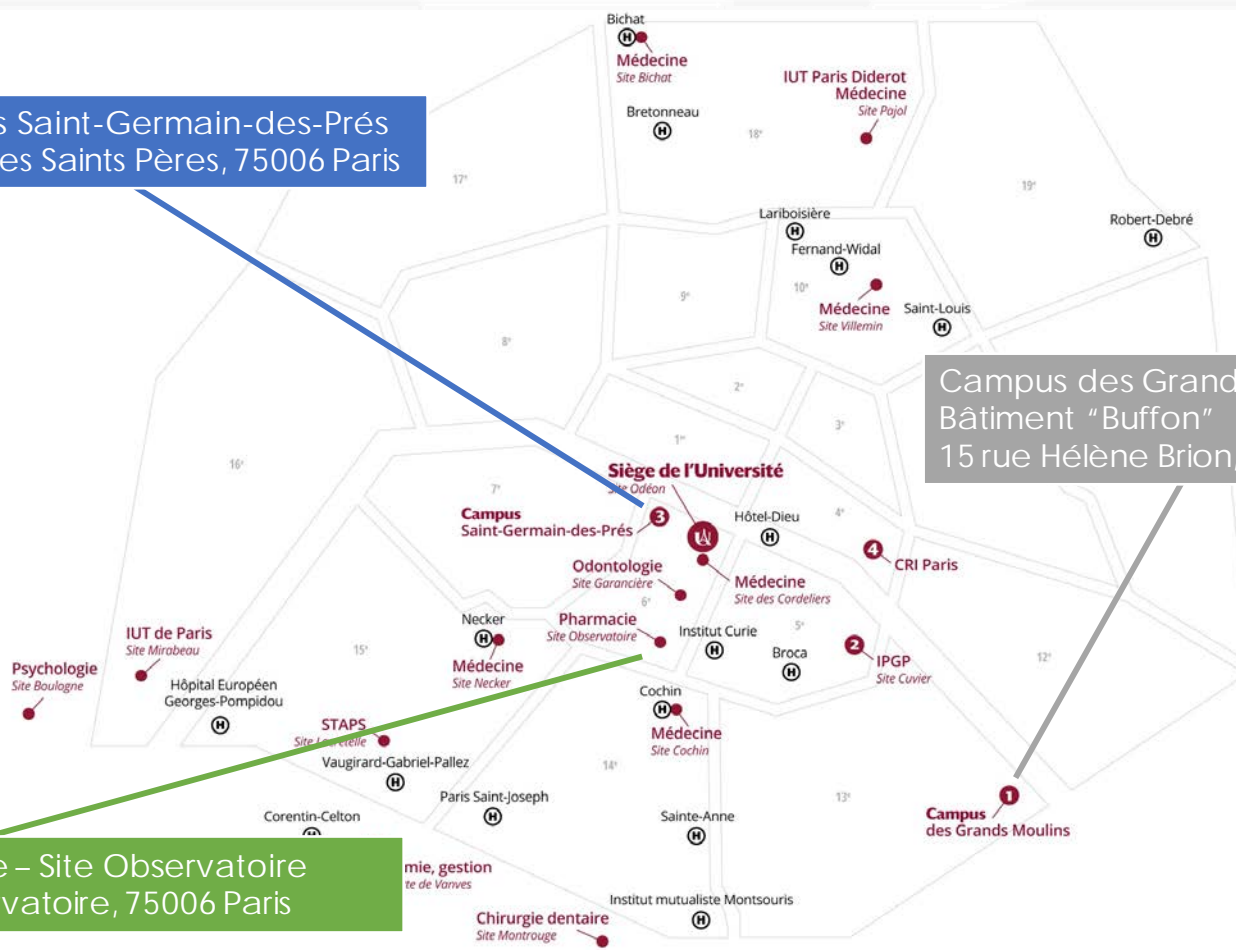 Bichat
H
Médecine
Site Bichat
IUT Paris Diderot
Médecine
Site Pajol
Bretonneau
H
18e
Saint-Germain-des-Prés
es Saints Pères, 75006 Paris
17e
19e
Lariboisière
H
Robert-Debré
H
Fernand-Widal
H
9e
10e
Médecine
Site Villemin
Saint-Louis
H
8e
2e
Campus des Grand
Bâtiment "Buffon"
15 rue Hélène Brion,
3e
1er
16e
Siège de l'Université
Site Odéon
7e
Campus
Saint-Germain-des-Prés
3
Hôtel-Dieu
H
4e
4
CRI Paris
Odontologie
Site Garancière
Médecine
Site des Cordeliers
6e
Necker
H
Pharmacie
Site Observatoire
Institut Curie
H
5e
Broca
H
2
IPGP
Site Cuvier
12e
IUT de Paris
Site Mirabeau
15e
Médecine
Site Necker
Psychologie
Site Boulogne
Hôpital Européen
Georges-Pompidou
H
Cochin
H
Médecine
Site Cochin
STAPS
Site Lacretelle
Vaugirard-Gabriel-Pallez
H
14e
13e
1
Campus
des Grands Moulins
Paris Saint-Joseph
H
Corentin-Celton
Sainte-Anne
H
e – Site Observatoire
vatoire, 75006 Paris
mie, gestion
te de Vanves
Institut mutualiste Montsouris
H
Chirurgie dentaire
Site Montrouge